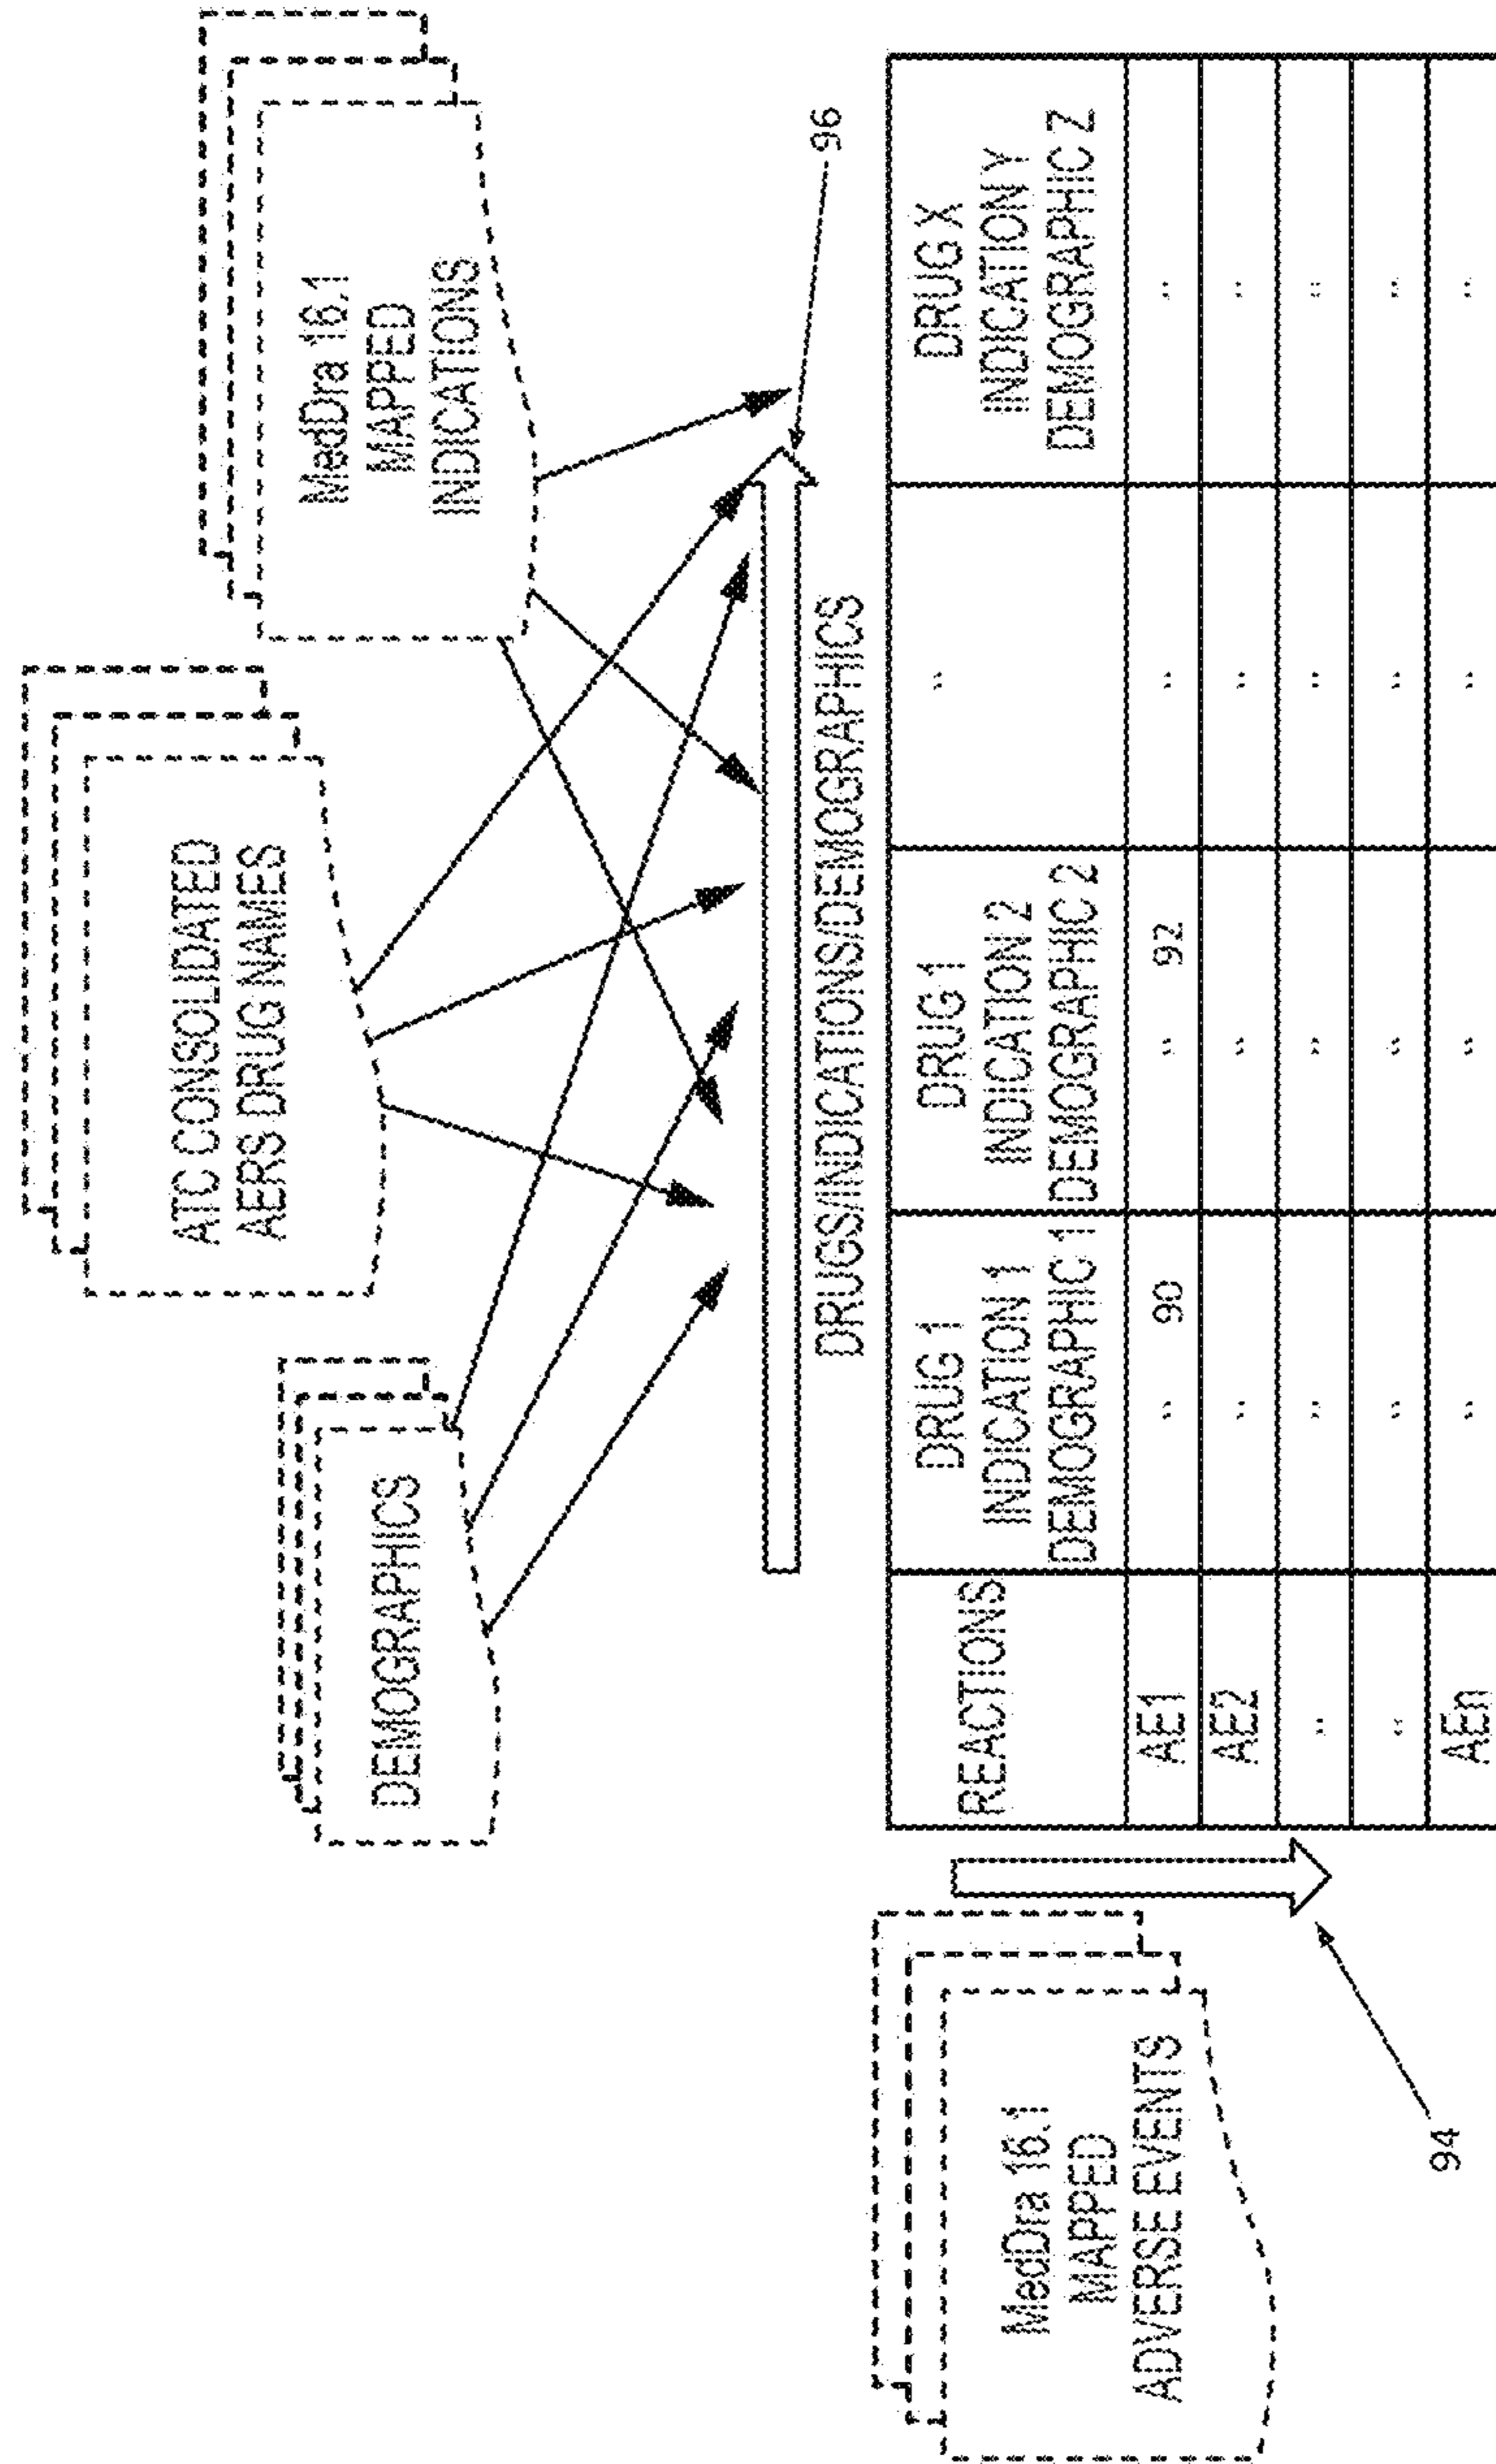 DEMOGRAPHICS
ATC CONSOLIDATED
AERS DRUG NAMES
MedDra 16.1
MAPPED
INDICATIONS
96
DRUGS/INDICATIONS/DEMOGRAPHICS
MedDra 16.1
MAPPED
ADVERSE EVENTS
94
REACTIONS
DRUG 1
INDICATION 1
DEMOGRAPHIC 1
DRUG 1
INDICATION 2
DEMOGRAPHIC 2
"
DRUG X
INDICATION Y
DEMOGRAPHIC Z
AE1 " 90 " 92 " "
AE2 " " " "
" " " " "
" " " " "
AEn " " " "